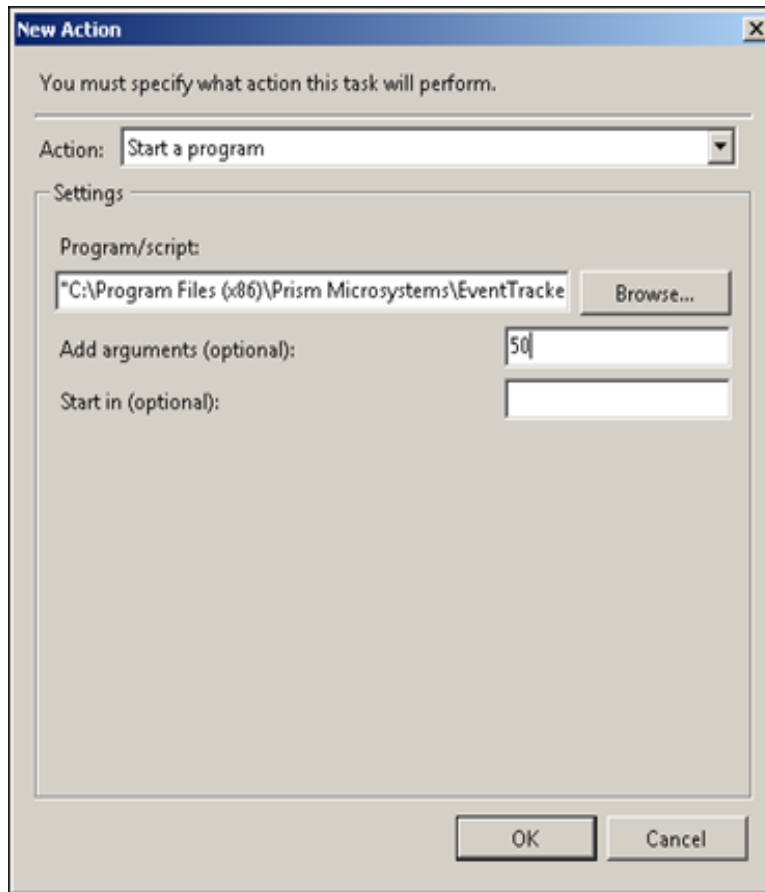 New Action
You must specify what action this task will perform.
Action: Start a program
Settings
Program/script:
"C:\Program Files (x86)\Prism Microsystems\EventTracke Browse...
Add arguments (optional): 50
Start in (optional):
OK Cancel